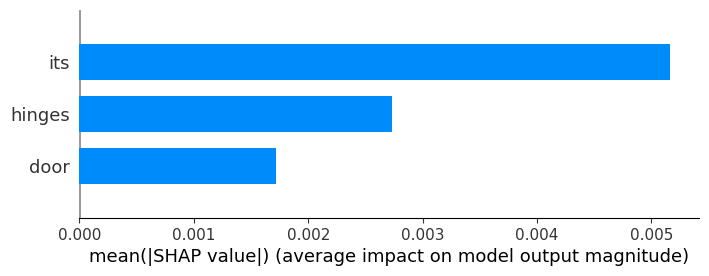 its
hinges
door
0.000 0.001 0.002 0.003 0.004 0.005
mean(|SHAP value|) (average impact on model output magnitude)